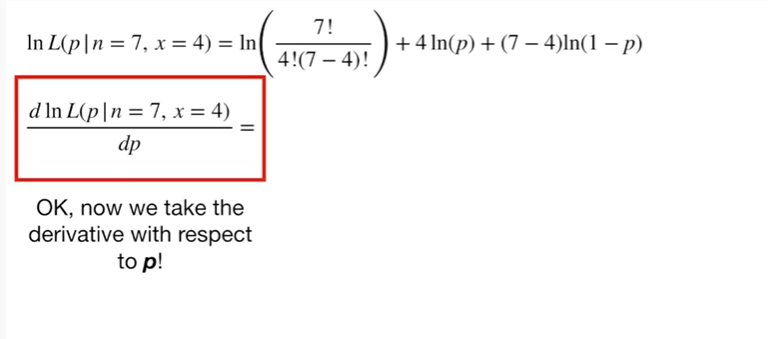 ln L(p|n = 7, x = 4) = ln(7! / 4!(7 − 4)!) + 4 ln(p) + (7 − 4)ln(1 − p)
d ln L(p|n = 7, x = 4) / dp =
OK, now we take the
derivative with respect
to p!